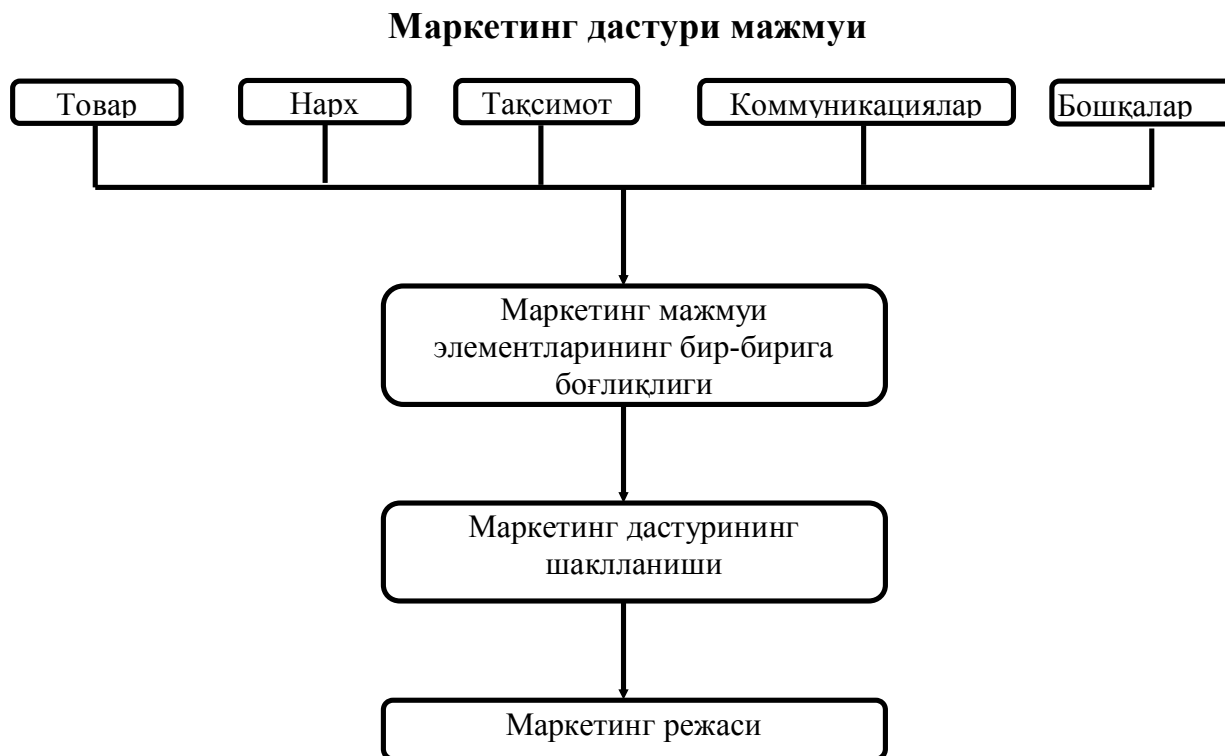 Маркетинг дастури мажмуи
Товар
Нарх
Тақсимот
Коммуникациялар
Бошқалар
Маркетинг мажмуи
элементларининг бир-бирига
боғлиқлиги
Маркетинг дастурининг
шаклланиши
Маркетинг режаси